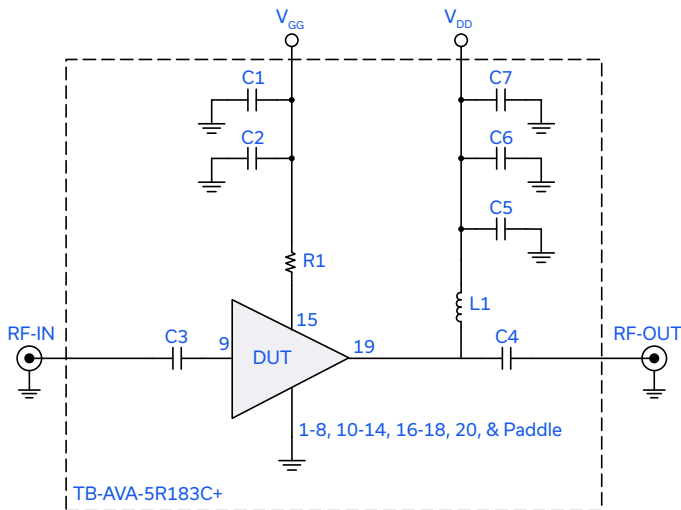 VGG
VDD
C1
C7
C2
C6
C5
R1
L1
RF-IN
C3
9
15
DUT
19
C4
RF-OUT
1-8, 10-14, 16-18, 20, & Paddle
TB-AVA-5R183C+